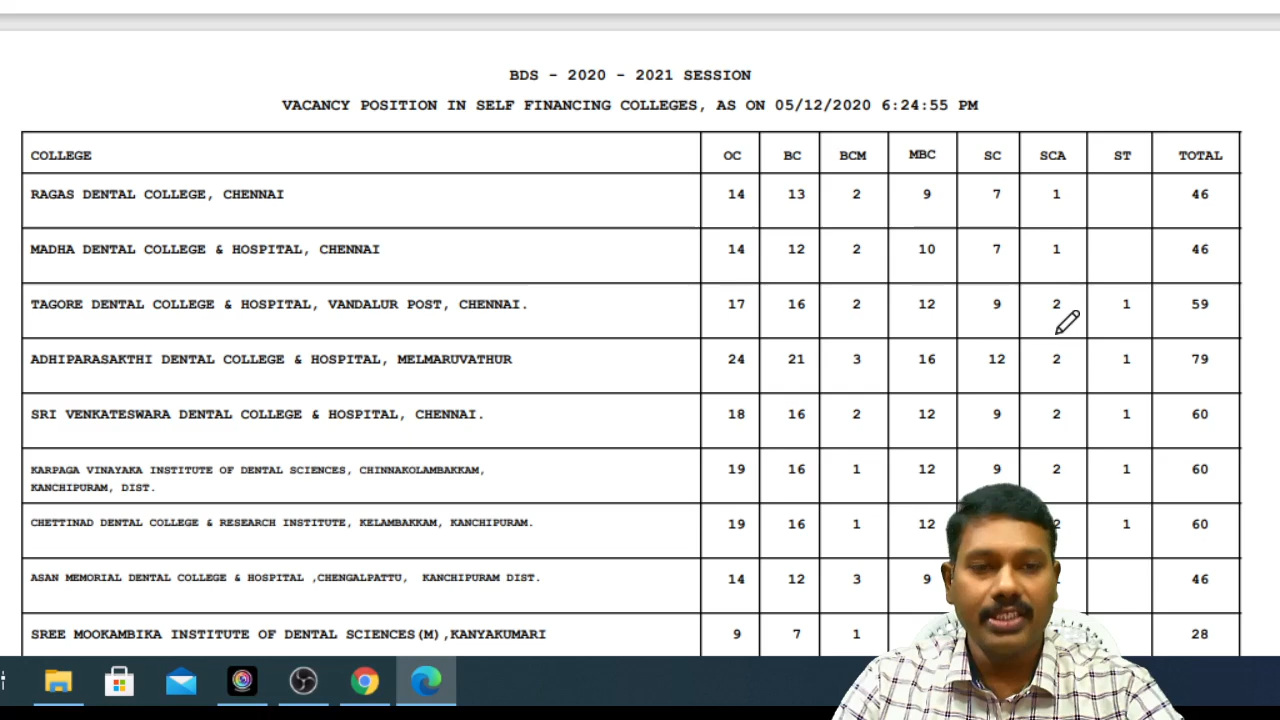 BDS - 2020 - 2021 SESSION
VACANCY POSITION IN SELF FINANCING COLLEGES, AS ON 05/12/2020 6:24:55 PM
COLLEGE OC BC BCM MBC SC SCA ST TOTAL
RAGAS DENTAL COLLEGE, CHENNAI 14 13 2 9 7 1 46
MADHA DENTAL COLLEGE & HOSPITAL, CHENNAI 14 12 2 10 7 1 46
TAGORE DENTAL COLLEGE & HOSPITAL, VANDALUR POST, CHENNAI. 17 16 2 12 9 2 1 59
ADHIPARASAKTHI DENTAL COLLEGE & HOSPITAL, MELMARUVATHUR 24 21 3 16 12 2 1 79
SRI VENKATESWARA DENTAL COLLEGE & HOSPITAL, CHENNAI. 18 16 2 12 9 2 1 60
KARPAGA VINAYAKA INSTITUTE OF DENTAL SCIENCES, CHINNAKOLAMBAKKAM, 19 16 1 12 9 2 1 60
KANCHIPURAM, DIST.
CHETTINAD DENTAL COLLEGE & RESEARCH INSTITUTE, KELAMBAKKAM, KANCHIPURAM. 19 16 1 12 2 1 60
ASAN MEMORIAL DENTAL COLLEGE & HOSPITAL ,CHENGALPATTU, KANCHIPURAM DIST. 14 12 3 9 46
SREE MOOKAMBIKA INSTITUTE OF DENTAL SCIENCES(M),KANYAKUMARI 9 7 1 28